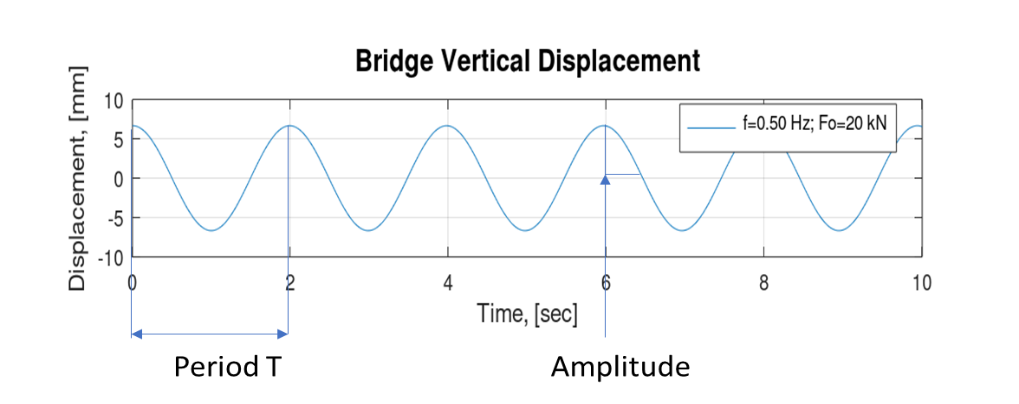 Bridge Vertical Displacement
Displacement, [mm]
10
5
0
-5
-10
f=0.50 Hz; Fo=20 kN
0 2 4 6 8 10
Time, [sec]
Period T
Amplitude